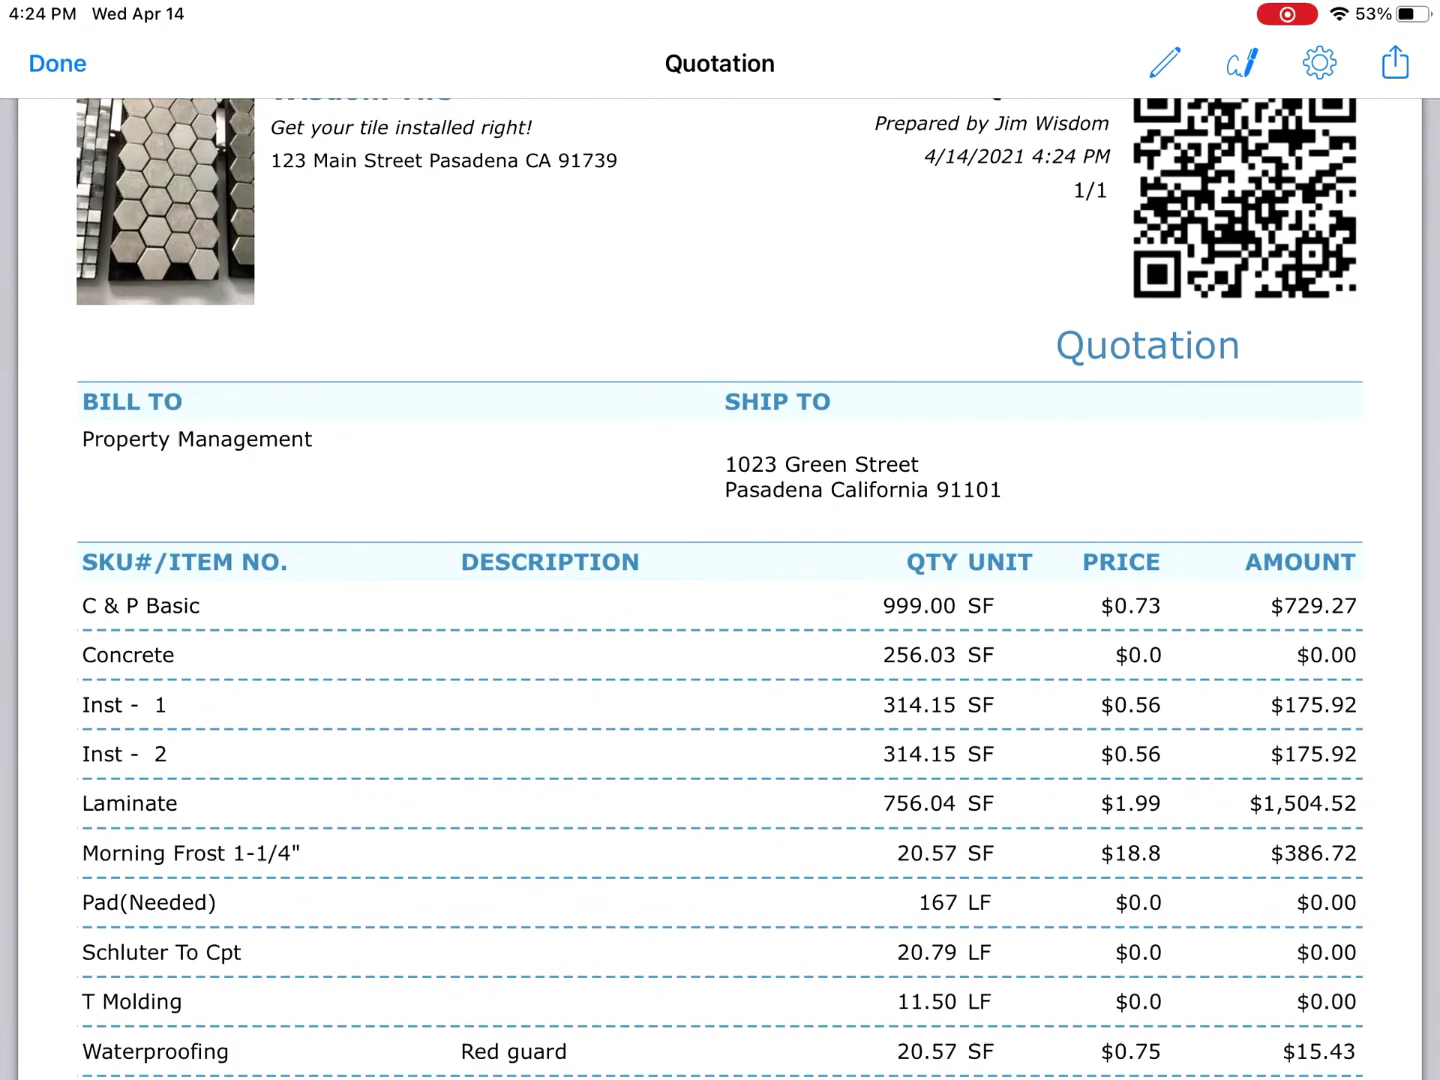 4:24 PM Wed Apr 14
53%
Done
Quotation
Get your tile installed right!
123 Main Street Pasadena CA 91739
Prepared by Jim Wisdom
4/14/2021 4:24 PM
1/1
Quotation
BILL TO SHIP TO
Property Management
1023 Green Street
Pasadena California 91101
SKU#/ITEM NO. DESCRIPTION QTY UNIT PRICE AMOUNT
C & P Basic 999.00 SF $0.73 $729.27
Concrete 256.03 SF $0.0 $0.00
Inst - 1 314.15 SF $0.56 $175.92
Inst - 2 314.15 SF $0.56 $175.92
Laminate 756.04 SF $1.99 $1,504.52
Morning Frost 1-1/4" 20.57 SF $18.8 $386.72
Pad(Needed) 167 LF $0.0 $0.00
Schluter To Cpt 20.79 LF $0.0 $0.00
T Molding 11.50 LF $0.0 $0.00
Waterproofing Red guard 20.57 SF $0.75 $15.43